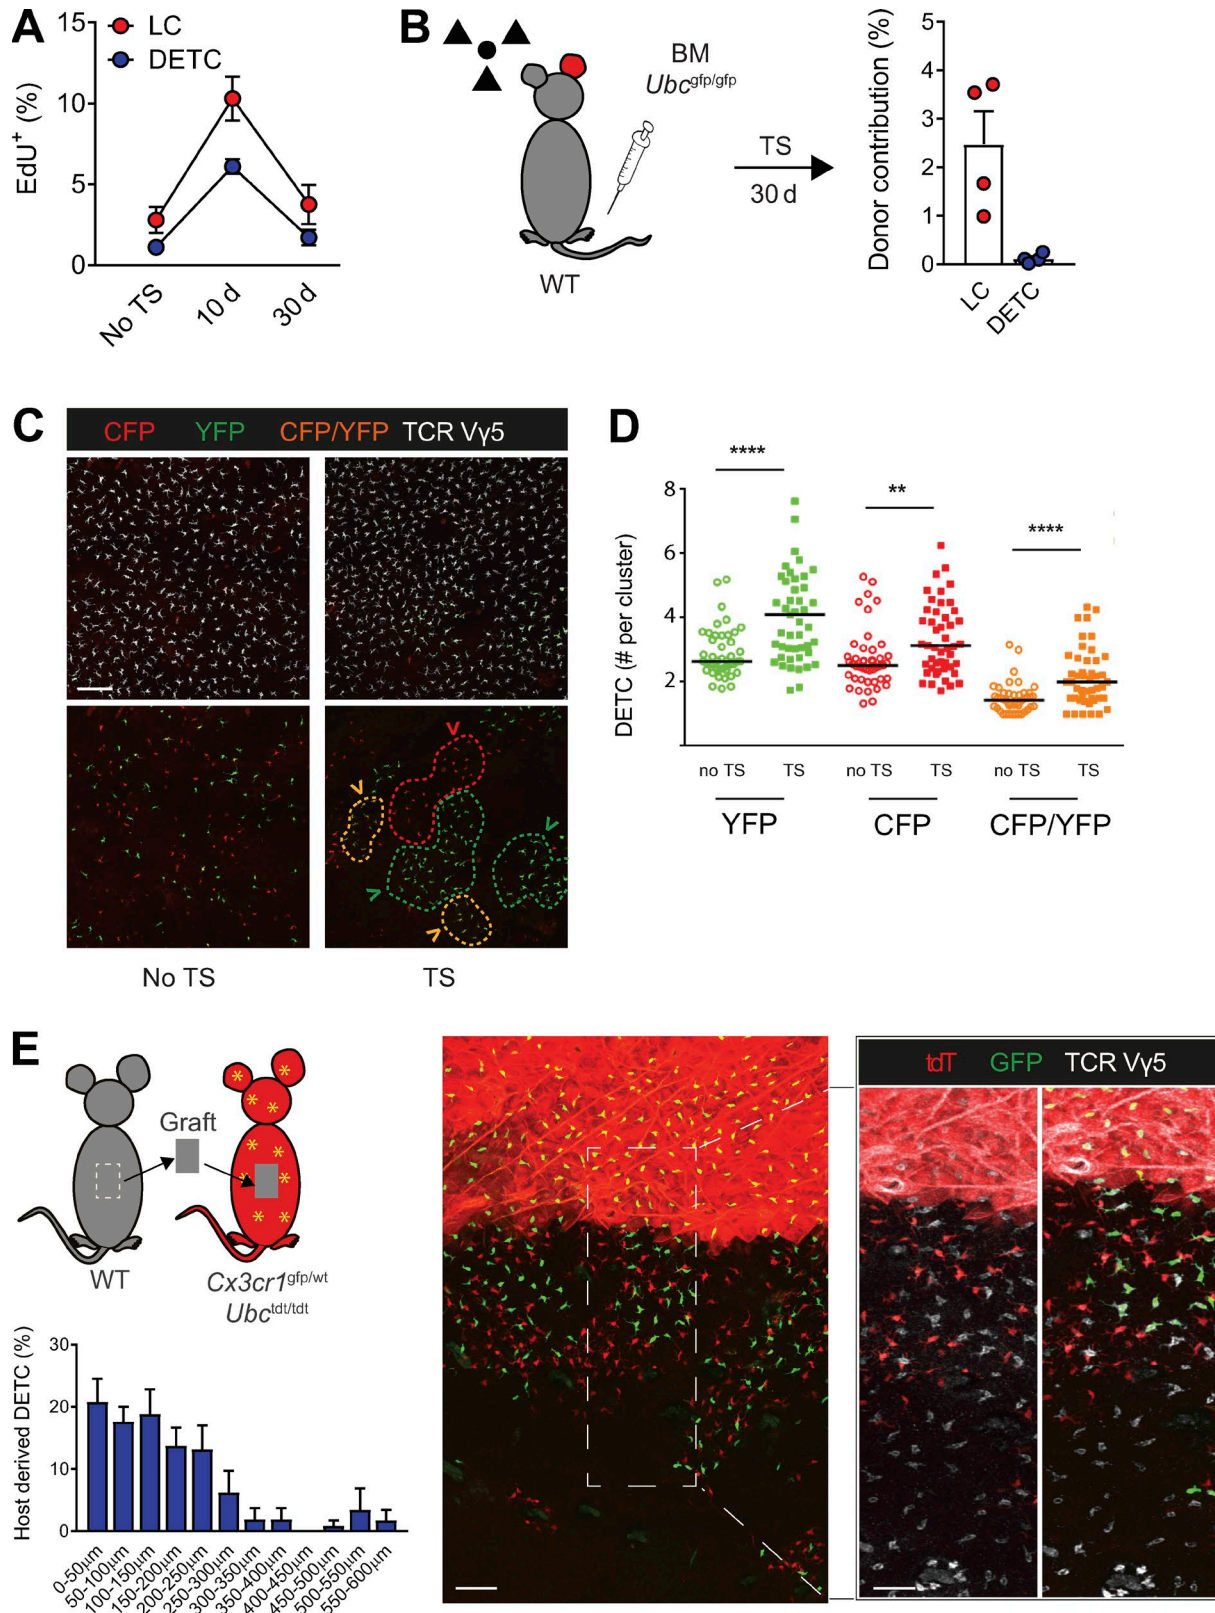 A
LC
DETC
EdU+ (%)
15
10
5
0
No TS
10 d
30 d
B
BM
Ubcgfp/gfp
WT
TS
30 d
Donor contribution (%)
5
4
3
2
1
0
LC
DETC
C
CFP YFP CFP/YFP TCR Vγ5
No TS
TS
D
DETC (# per cluster)
8
6
4
2
****
**
****
no TS TS no TS TS no TS TS
YFP CFP CFP/YFP
E
Graft
WT
Cx3cr1gfp/wt
Ubctdt/tdt
Host derived DETC (%)
30
20
10
0
0-50μm
50-100μm
100-150μm
150-200μm
200-250μm
250-300μm
300-350μm
350-400μm
400-450μm
450-500μm
500-550μm
550-600μm
tdT GFP TCR Vγ5